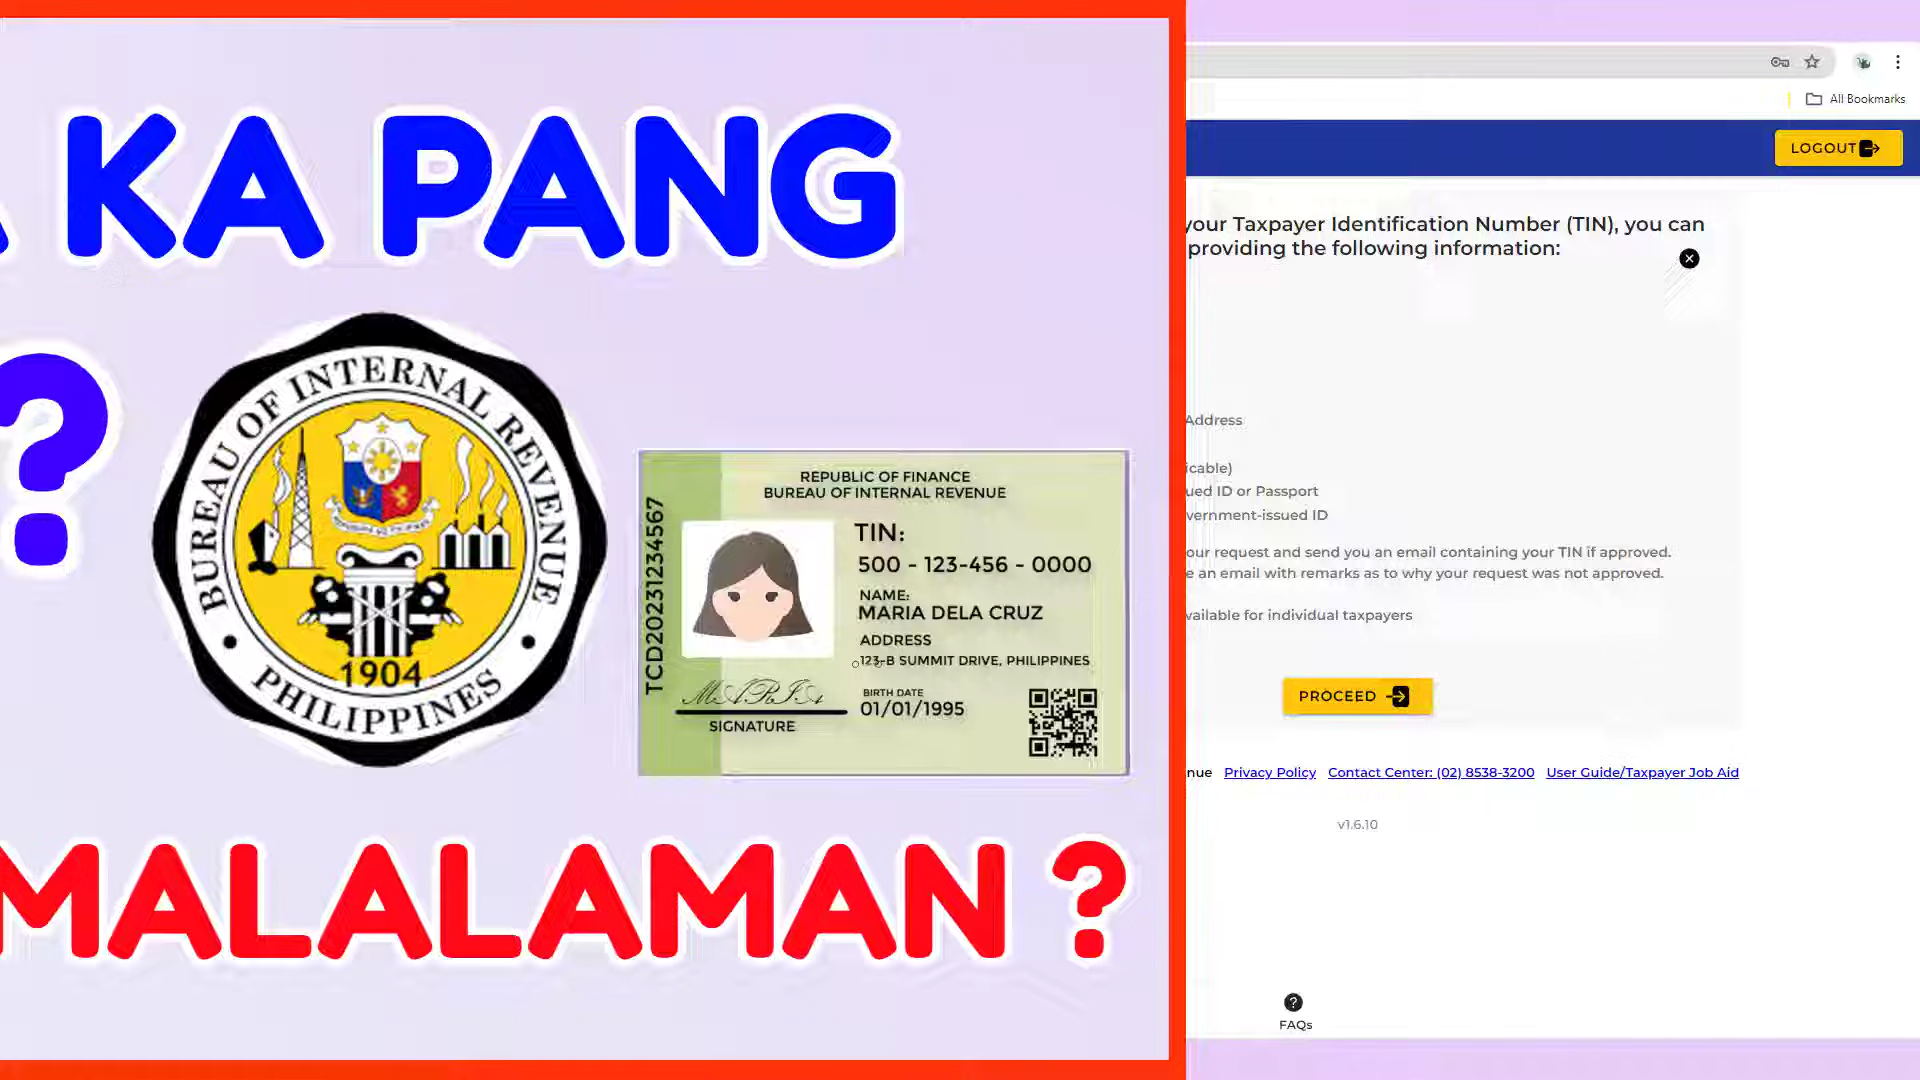 KA PANG
?
BUREAU OF INTERNAL REVENUE
1904
PHILIPPINES
REPUBLIC OF FINANCE
BUREAU OF INTERNAL REVENUE
TCD20231234567
TIN:
500 - 123-456 - 0000
NAME:
MARIA DELA CRUZ
ADDRESS
123-B SUMMIT DRIVE, PHILIPPINES
BIRTH DATE
01/01/1995
MARIA
SIGNATURE
MALALAMAN ?
All Bookmarks
LOGOUT
your Taxpayer Identification Number (TIN), you can
providing the following information:
Address
icable)
ued ID or Passport
vernment-issued ID
our request and send you an email containing your TIN if approved.
e an email with remarks as to why your request was not approved.
vailable for individual taxpayers
PROCEED
nue Privacy Policy Contact Center: (02) 8538-3200 User Guide/Taxpayer Job Aid
v1.6.10
?
FAQs